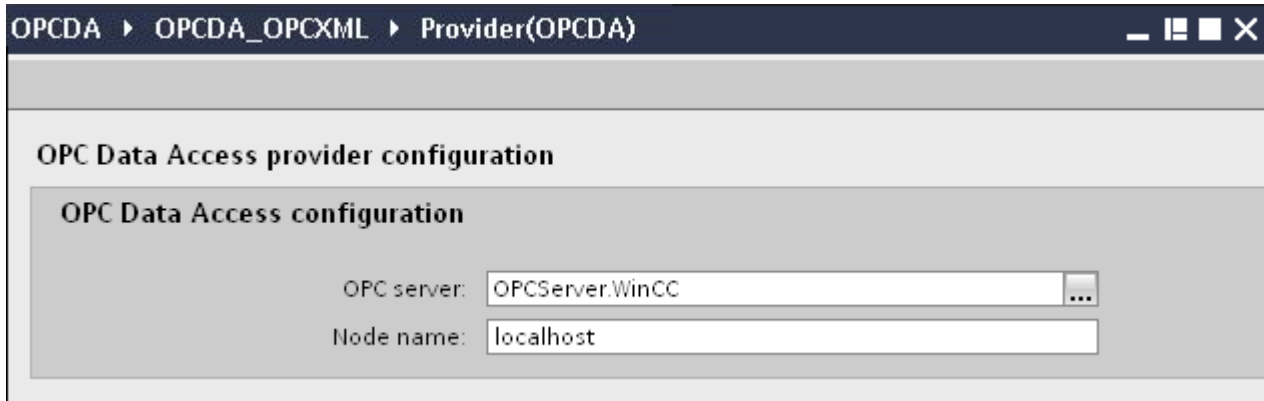 OPCDA ▸ OPCDA_OPCXML ▸ Provider(OPCDA)
OPC Data Access provider configuration
OPC Data Access configuration
OPC server: OPCServer.WinCC ...
Node name: localhost